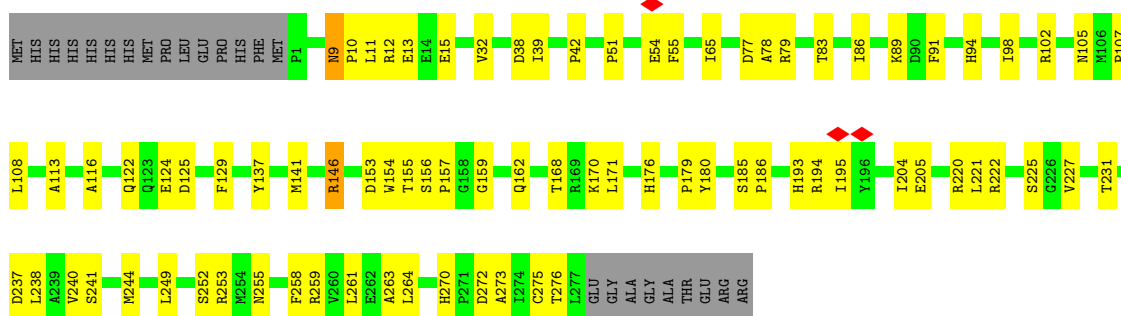 MET HIS HIS HIS HIS HIS HIS MET PRO LEU GLU PRO HIS PHE MET P1 N9 P10 L11 R12 E13 E14 E15 V32 D38 I39 P42 P51 E54 F55 I65 D77 A78 R79 T83 I86 K89 D90 F91 H94 I98 R102 N105 M106 P107
L108 A113 A116 Q122 Q123 E124 D125 F129 Y137 M141 R146 D153 W154 T155 S156 P157 G158 G159 Q162 T168 R169 K170 L171 H176 P179 Y180 S185 P186 H193 R194 I195 Y196 I204 E205 R220 L221 R222 S225 G226 V227 T231
D237 L238 A239 V240 S241 M244 L249 S252 R253 M254 N255 F258 R259 V260 L261 E262 A263 L264 H270 P271 D272 A273 I274 C275 T276 L277 GLU GLY ALA GLY ALA THR GLU ARG ARG